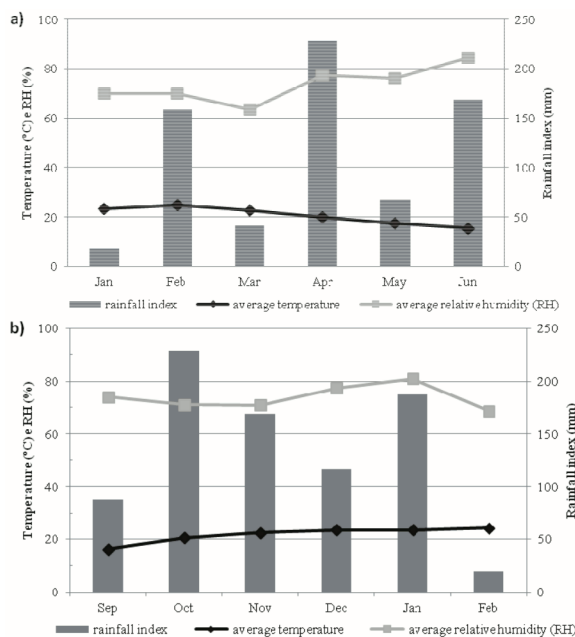 a)
Temperature (°C) e RH (%)
100
80
60
40
20
0
Rainfall index (mm)
250
200
150
100
50
0
Jan Feb Mar Apr May Jun
rainfall index average temperature average relative humidity (RH)
b)
Temperature (°C) e RH (%)
100
80
60
40
20
0
Rainfall index (mm)
250
200
150
100
50
0
Sep Oct Nov Dec Jan Feb
rainfall index average temperature average relative humidity (RH)